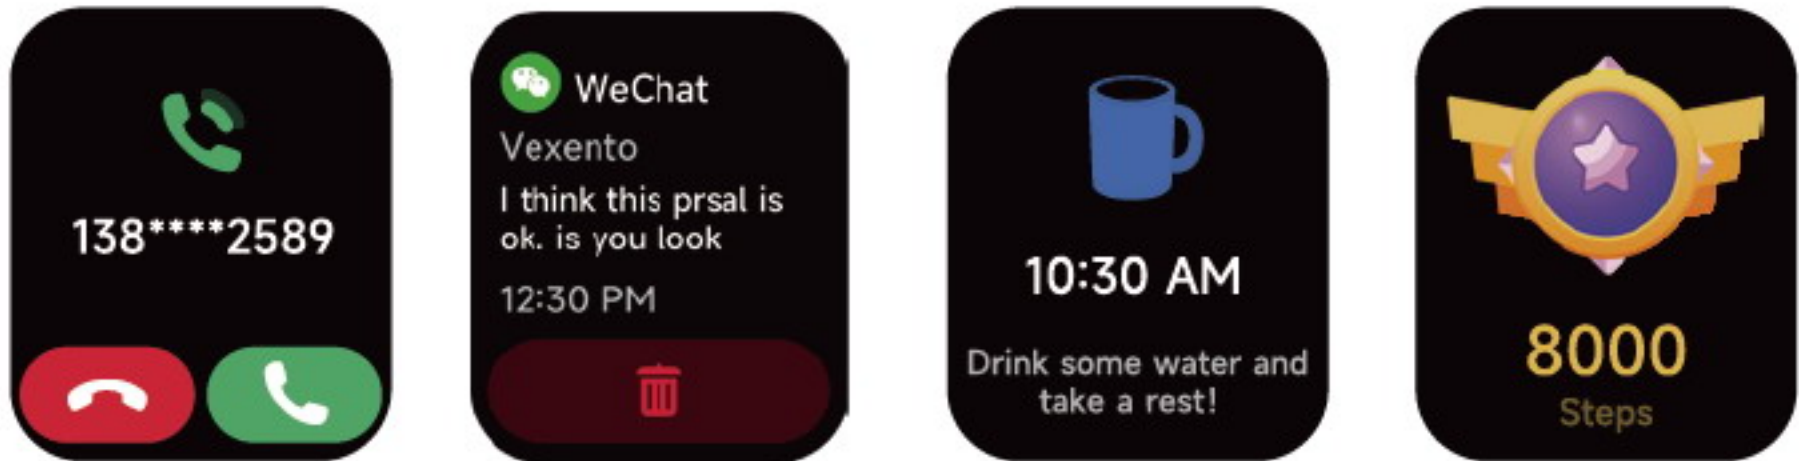 138****2589
WeChat
Vexento
I think this prsal is
ok. is you look
12:30 PM
10:30 AM
Drink some water and
take a rest!
8000
Steps